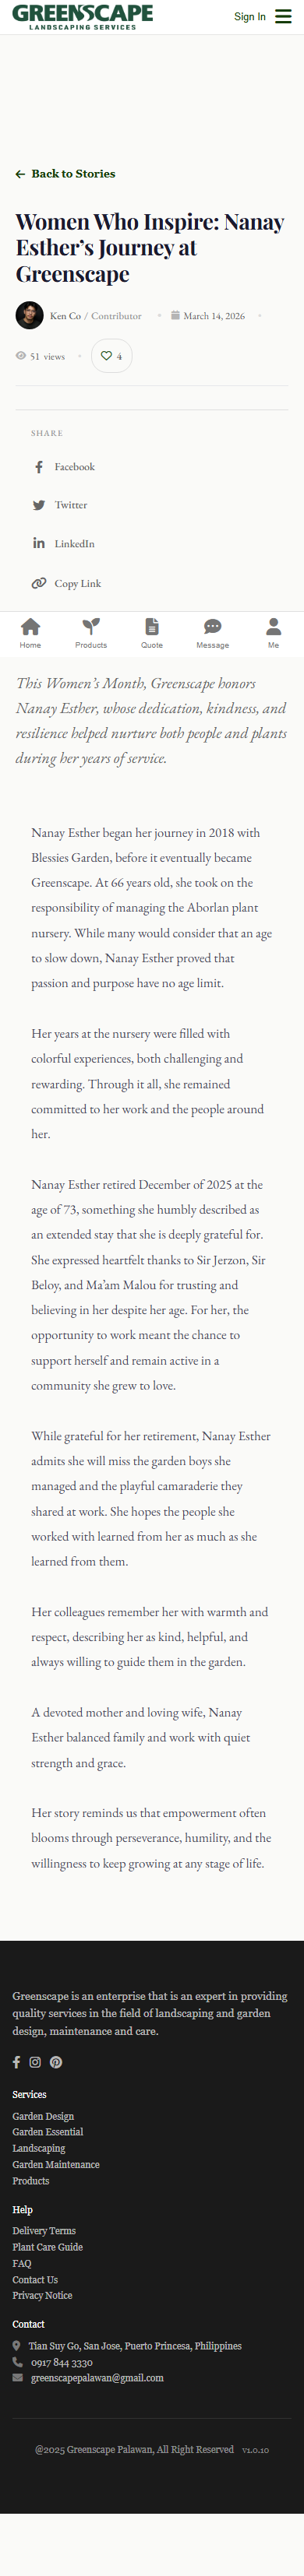 GREENSCAPE
LANDSCAPING SERVICES
Sign In
Back to Stories
Women Who Inspire: Nanay
Esther’s Journey at
Greenscape
Ken Co / Contributor
March 14, 2026
51 views
4
SHARE
Facebook
Twitter
LinkedIn
Copy Link
Home
Products
Quote
Message
Me
This Women’s Month, Greenscape honors
Nanay Esther, whose dedication, kindness, and
resilience helped nurture both people and plants
during her years of service.
Nanay Esther began her journey in 2018 with
Blessies Garden, before it eventually became
Greenscape. At 66 years old, she took on the
responsibility of managing the Aborlan plant
nursery. While many would consider that an age
to slow down, Nanay Esther proved that
passion and purpose have no age limit.
Her years at the nursery were filled with
colorful experiences, both challenging and
rewarding. Through it all, she remained
committed to her work and the people around
her.
Nanay Esther retired December of 2025 at the
age of 73, something she humbly described as
an extended stay that she is deeply grateful for.
She expressed heartfelt thanks to Sir Jerzon, Sir
Beloy, and Ma’am Malou for trusting and
believing in her despite her age. For her, the
opportunity to work meant the chance to
support herself and remain active in a
community she grew to love.
While grateful for her retirement, Nanay Esther
admits she will miss the garden boys she
managed and the playful camaraderie they
shared at work. She hopes the people she
worked with learned from her as much as she
learned from them.
Her colleagues remember her with warmth and
respect, describing her as kind, helpful, and
always willing to guide them in the garden.
A devoted mother and loving wife, Nanay
Esther balanced family and work with quiet
strength and grace.
Her story reminds us that empowerment often
blooms through perseverance, humility, and the
willingness to keep growing at any stage of life.
Greenscape is an enterprise that is an expert in providing
quality services in the field of landscaping and garden
design, maintenance and care.
Services
Garden Design
Garden Essential
Landscaping
Garden Maintenance
Products
Help
Delivery Terms
Plant Care Guide
FAQ
Contact Us
Privacy Notice
Contact
Tian Suy Go, San Jose, Puerto Princesa, Philippines
0917 844 3330
greenscapepalawan@gmail.com
@2025 Greenscape Palawan, All Right Reserved v1.0.10